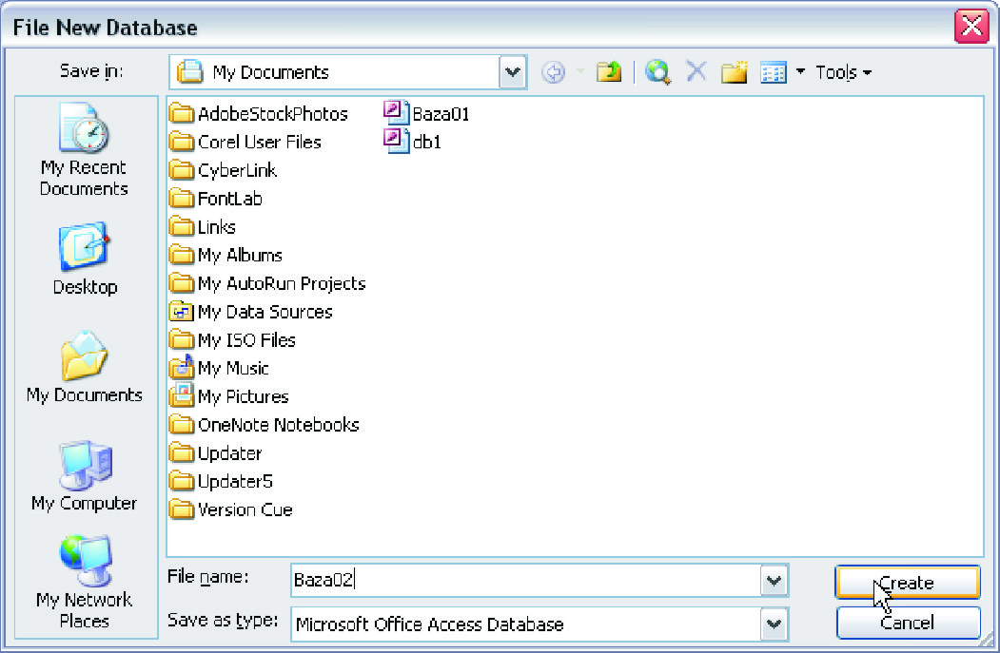 File New Database
Save in:
My Documents
Tools
My Recent
Documents
Desktop
My Documents
My Computer
My Network
Places
AdobeStockPhotos
Corel User Files
CyberLink
FontLab
Links
My Albums
My AutoRun Projects
My Data Sources
My ISO Files
My Music
My Pictures
OneNote Notebooks
Updater
Updater5
Version Cue
Baza01
db1
File name:
Baza02
Create
Save as type:
Microsoft Office Access Database
Cancel